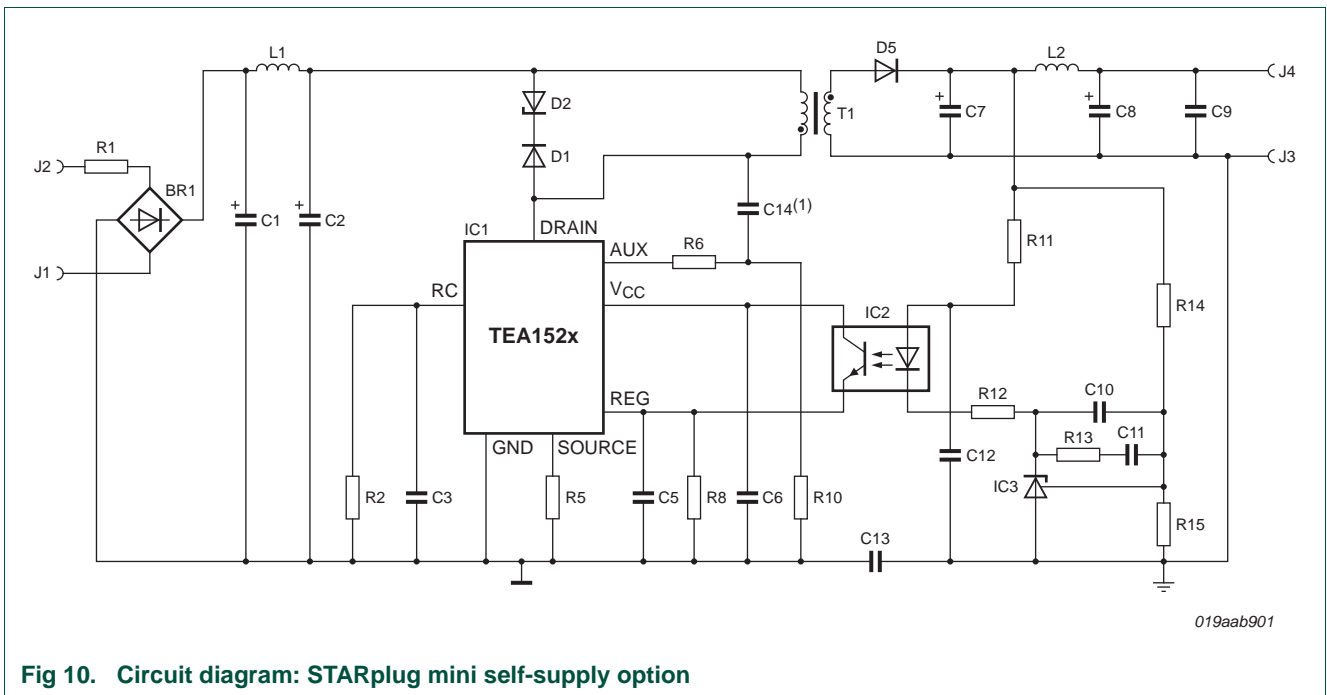 L1
D5
L2
J4
D2
T1
C7
C8
C9
R1
D1
J2
J3
BR1
C14(1)
C1
C2
IC1
DRAIN
R11
AUX
R6
J1
RC
VCC
IC2
R14
TEA152x
R12
C10
REG
R13
C11
GND
SOURCE
C12
IC3
R2
C3
R5
C5
R8
C6
R10
R15
C13
019aab901
Fig 10. Circuit diagram: STARplug mini self-supply option